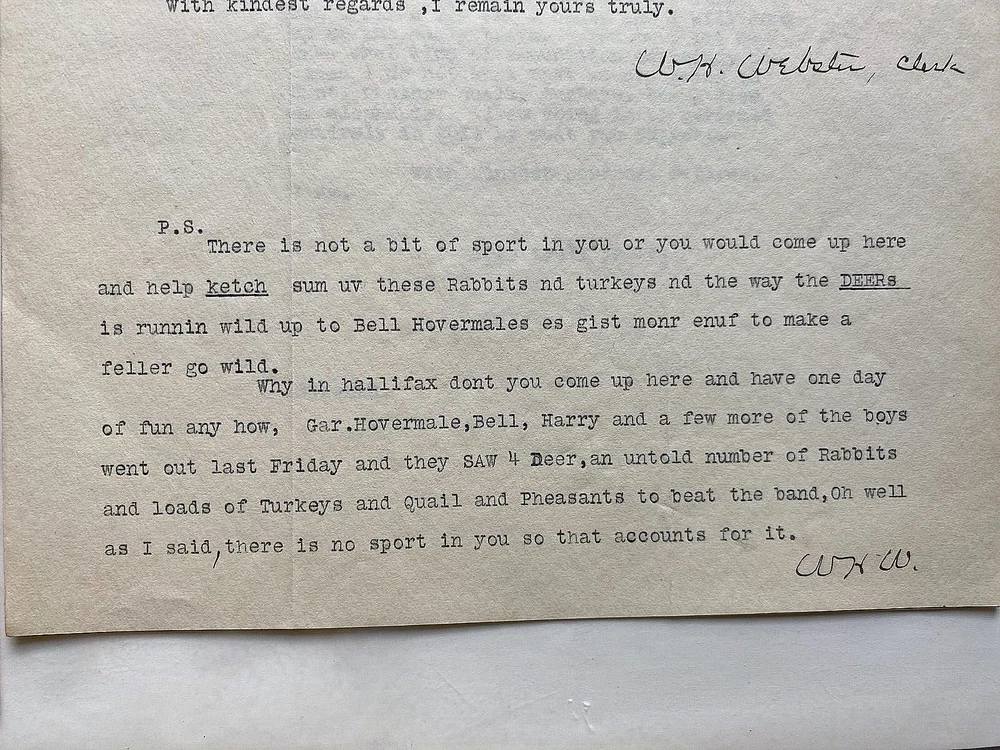 With kindest regards ,I remain yours truly.
W.H. Webster, Clerk
P.S.
There is not a bit of sport in you or you would come up here
and help ketch sum uv these Rabbits nd turkeys nd the way the DEERs
is runnin wild up to Bell Hovermales es gist monr enuf to make a
feller go wild.
Why in hallifax dont you come up here and have one day
of fun any how, Gar.Hovermale,Bell, Harry and a few more of the boys
went out last Friday and they SAW 4 Deer,an untold number of Rabbits
and loads of Turkeys and Quail and Pheasants to beat the band,Oh well
as I said,there is no sport in you so that accounts for it.
W H W.